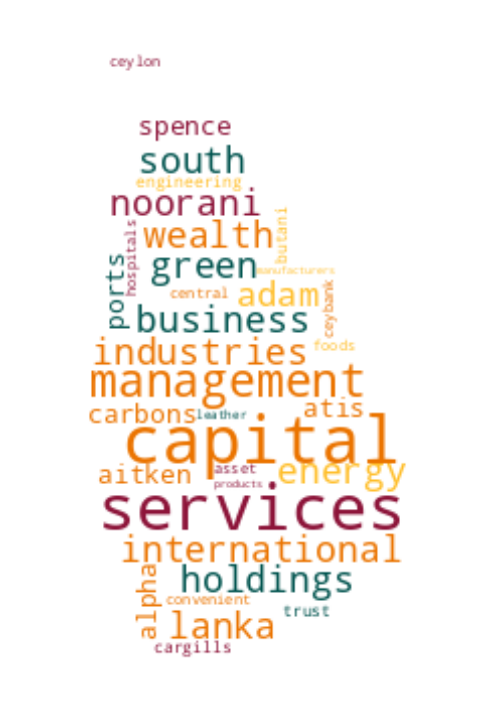 ceylon
spence
south
engineering
noorani
hospitals
butani
wealth
ports
green
manufacturers
central
adam
ceybank
business
industries
foods
management
carbons
leather
atis
capital
aitken
asset
energy
products
services
international
alpha
holdings
convenient
trust
lanka
cargills